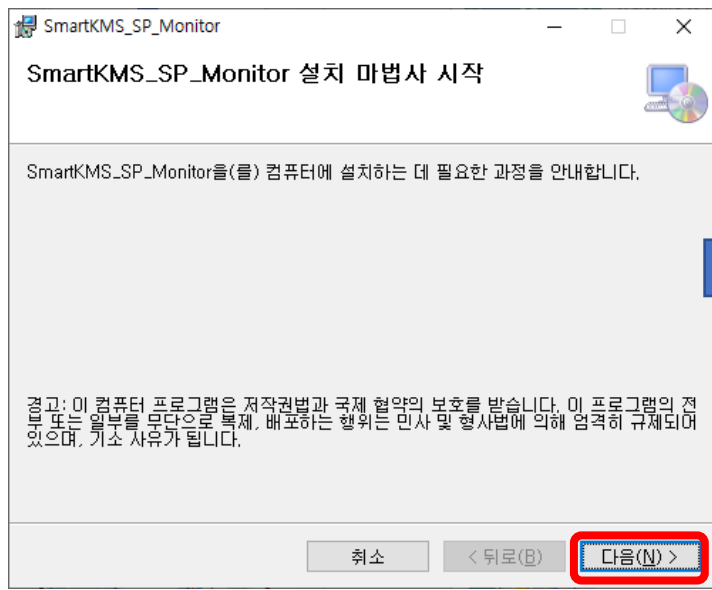 SmartKMS_SP_Monitor
SmartKMS_SP_Monitor 설치 마법사 시작
SmartKMS_SP_Monitor을(를) 컴퓨터에 설치하는 데 필요한 과정을 안내합니다.
경고: 이 컴퓨터 프로그램은 저작권법과 국제 협약의 보호를 받습니다. 이 프로그램의 전
부 또는 일부를 무단으로 복제, 배포하는 행위는 민사 및 형사법에 의해 엄격히 규제되어
있으며, 기소 사유가 됩니다.
취소
< 뒤로(B)
다음(N) >